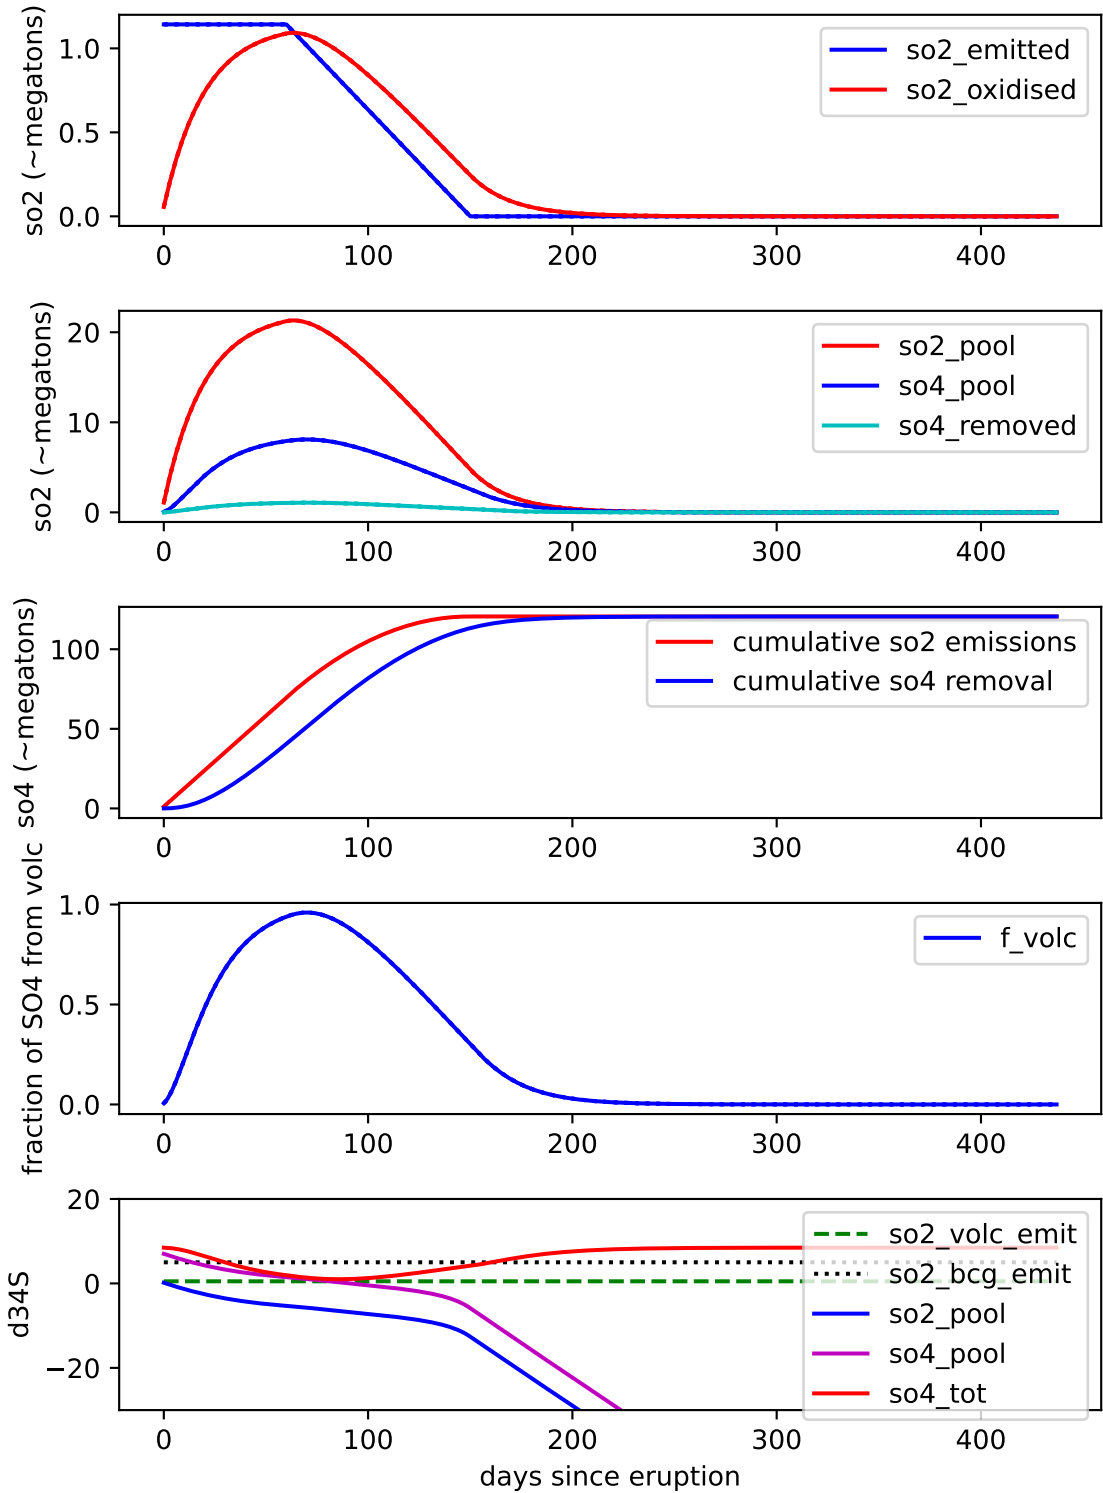 so2 (~megatons)
1.0
0.5
0.0
so2_emitted
so2_oxidised
0 100 200 300 400
so2 (~megatons)
20
10
0
so2_pool
so4_pool
so4_removed
0 100 200 300 400
so4 (~megatons)
100
50
0
cumulative so2 emissions
cumulative so4 removal
0 100 200 300 400
fraction of SO4 from volc
1.0
0.5
0.0
f_volc
0 100 200 300 400
d34S
20
0
−20
so2_volc_emit
so2_bcg_emit
so2_pool
so4_pool
so4_tot
0 100 200 300 400
days since eruption